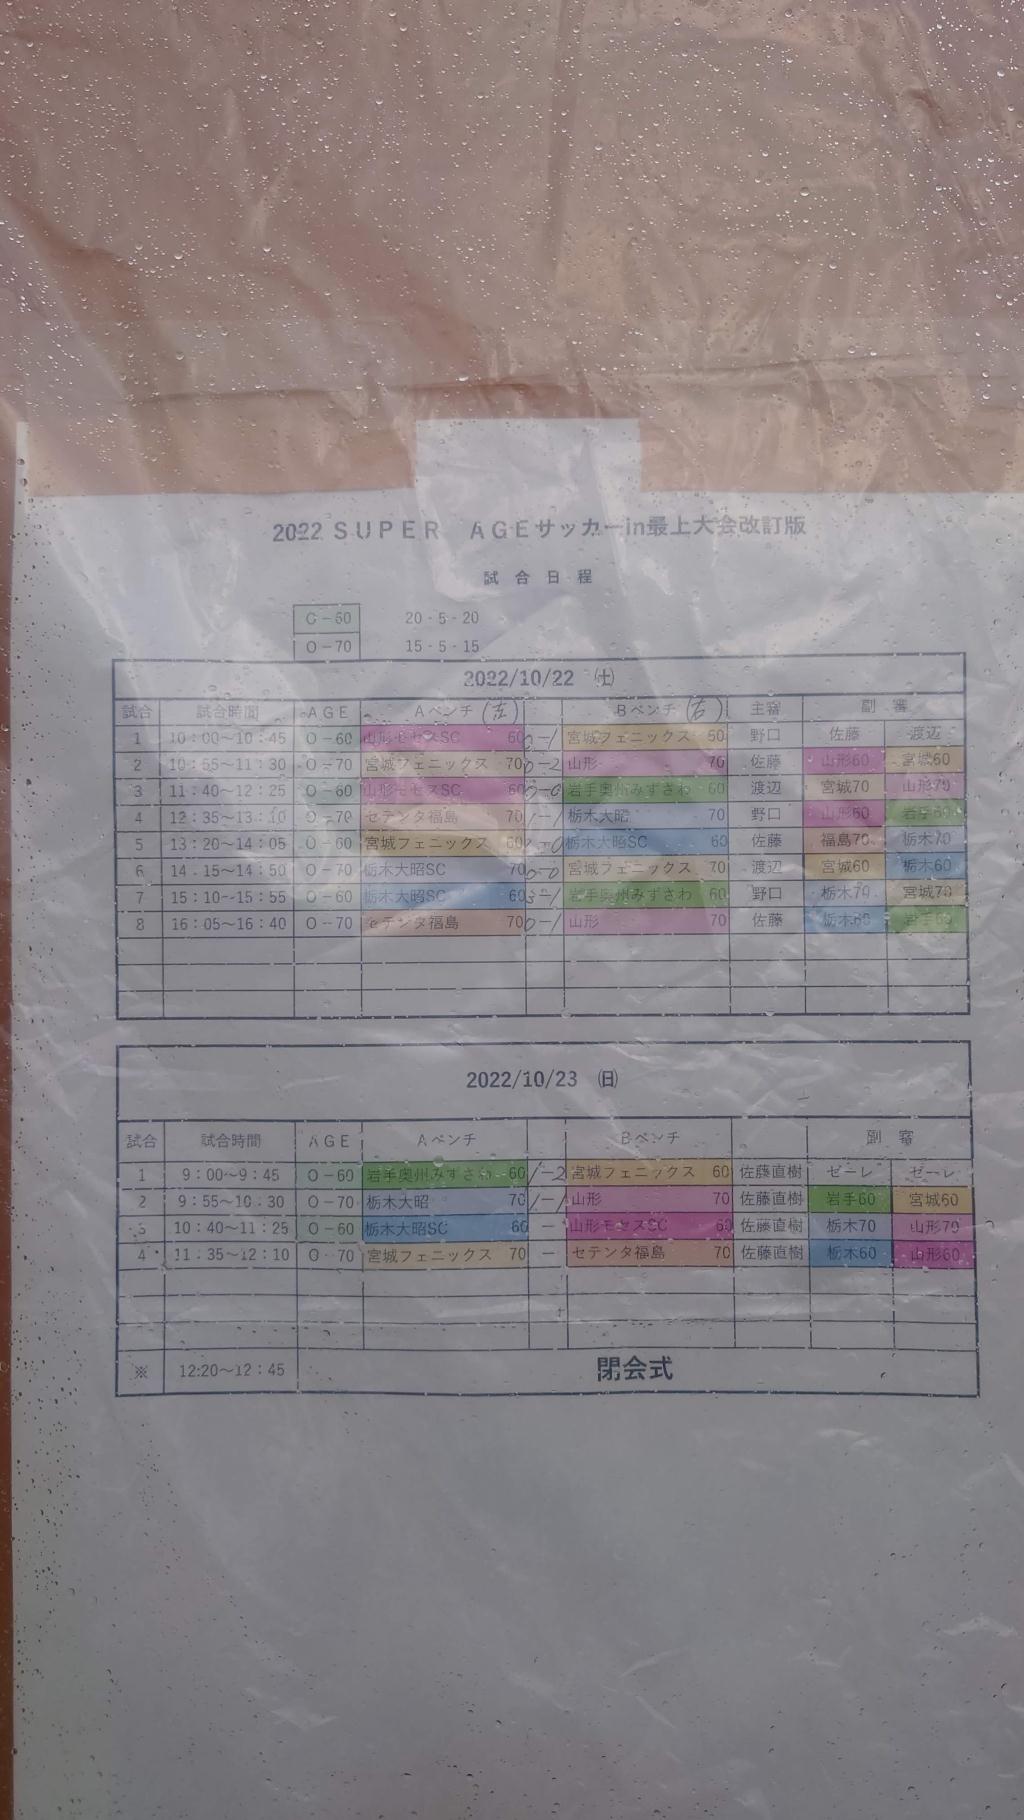 2022 SUPER AGEサッカーin最上大会改訂版
試 合 日 程
O－60 20-5-20
O－70 15-5-15
2022/10/22 ㈯
試合 試合時間 AGE Aベンチ (左) Bベンチ (右) 主審 副 審
1 10：00～10：45 O－60 山形モセスSC 60 0-1 宮城フェニックス 60 野口 佐藤 渡辺
2 10：55～11：30 O－70 宮城フェニックス 70 0-2 山形 70 佐藤 山形60 宮城60
3 11：40～12：25 O－60 山形モセスSC 60 0-0 岩手奥州みずさわ 60 渡辺 宮城70 山形70
4 12：35～13：10 O－70 セテンタ福島 70 1-1 栃木大昭 70 野口 山形60 岩手60
5 13：20～14：05 O－60 宮城フェニックス 60 -0 栃木大昭SC 60 佐藤 福島70 栃木70
6 14：15～14：50 O－70 栃木大昭SC 70 0-0 宮城フェニックス 70 渡辺 宮城60 栃木60
7 15：10～15：55 O－60 栃木大昭SC 60 3-1 岩手奥州みずさわ 60 野口 栃木70 宮城70
8 16：05～16：40 O－70 セテンタ福島 70 0-1 山形 70 佐藤 栃木60 岩手60
2022/10/23 ㈰
試合 試合時間 AGE Aベンチ Bベンチ 副 審
1 9：00～9：45 O－60 岩手奥州みずさわ 60 1-2 宮城フェニックス 60 佐藤直樹 ゼーレ ゼーレ
2 9：55～10：30 O－70 栃木大昭 70 1-1 山形 70 佐藤直樹 岩手60 宮城60
3 10：40～11：25 O－60 栃木大昭SC 60 － 山形モセスSC 60 佐藤直樹 栃木70 山形70
4 11：35～12：10 O－70 宮城フェニックス 70 － セテンタ福島 70 佐藤直樹 栃木60 山形60
※ 12:20～12：45 閉会式